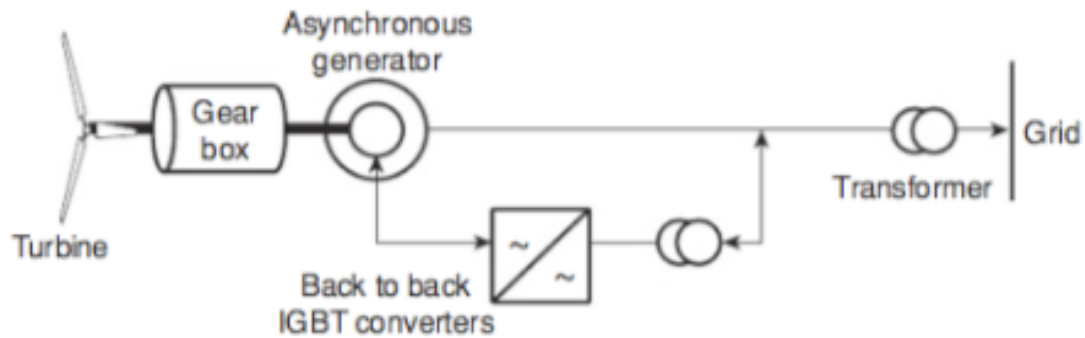 Asynchronous
generator
Gear
box
Grid
Transformer
Turbine
~
~
Back to back
IGBT converters